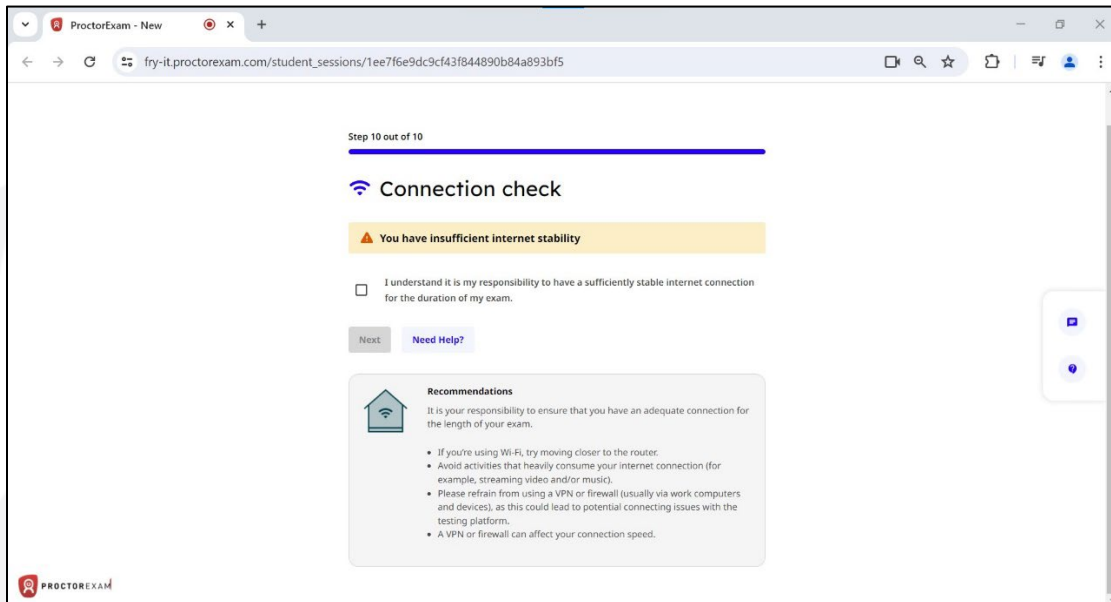 ProctorExam - New
fry-it.proctorexam.com/student_sessions/1ee7f6e9dc9cf43f844890b84a893bf5
Step 10 out of 10
Connection check
You have insufficient internet stability
I understand it is my responsibility to have a sufficiently stable internet connection
for the duration of my exam.
Next
Need Help?
Recommendations
It is your responsibility to ensure that you have an adequate connection for
the length of your exam.
• If you're using Wi-Fi, try moving closer to the router.
• Avoid activities that heavily consume your internet connection (for
example, streaming video and/or music).
• Please refrain from using a VPN or firewall (usually via work computers
and devices), as this could lead to potential connecting issues with the
testing platform.
• A VPN or firewall can affect your connection speed.
PROCTOREXAM